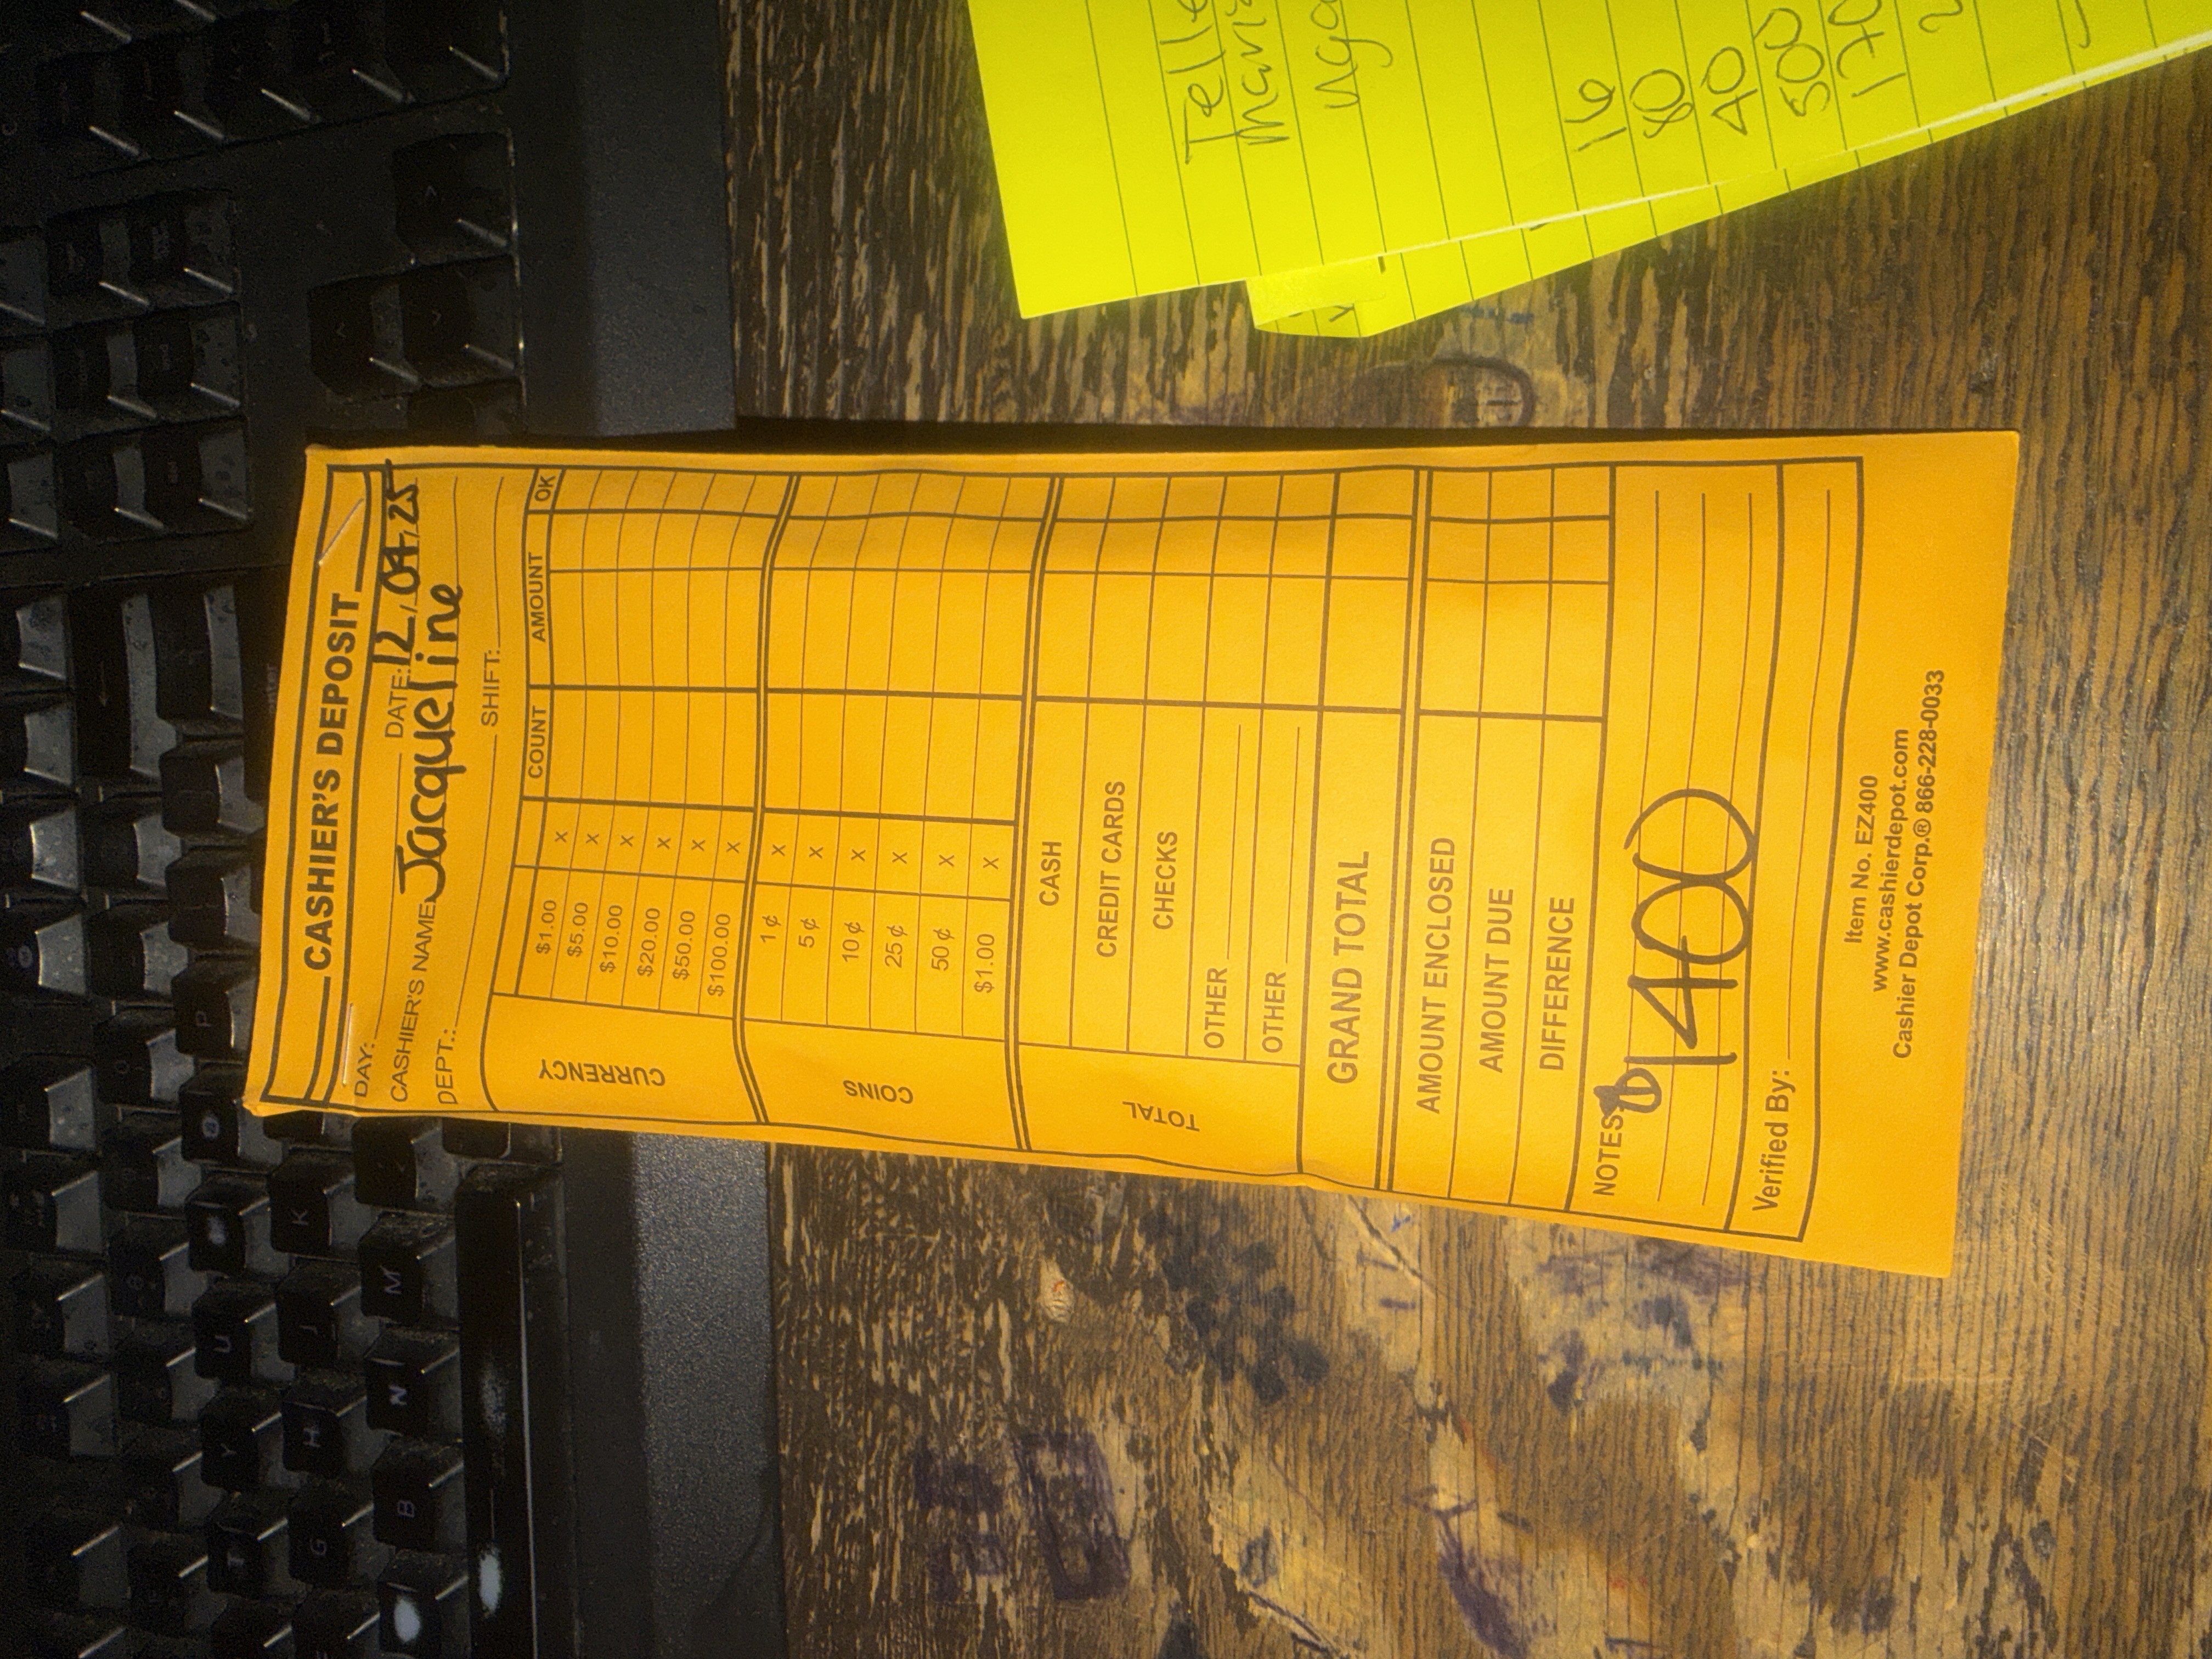 CASHIER'S DEPOSIT
DAY: DATE: 12/04/25
CASHIER'S NAME: Jacqueline
DEPT.: SHIFT:
COUNT AMOUNT OK
CURRENCY
$1.00 X
$5.00 X
$10.00 X
$20.00 X
$50.00 X
$100.00 X
COINS
1¢ X
5¢ X
10¢ X
25¢ X
50¢ X
$1.00 X
TOTAL
CASH
CREDIT CARDS
CHECKS
OTHER
OTHER
GRAND TOTAL
AMOUNT ENCLOSED
AMOUNT DUE
DIFFERENCE
NOTES: $1400
Verified By:
Item No. EZ400
www.cashierdepot.com
Cashier Depot Corp.® 866-228-0033
16
80
40
500
P
K
M
U
J
N
Y
H
B
T
G